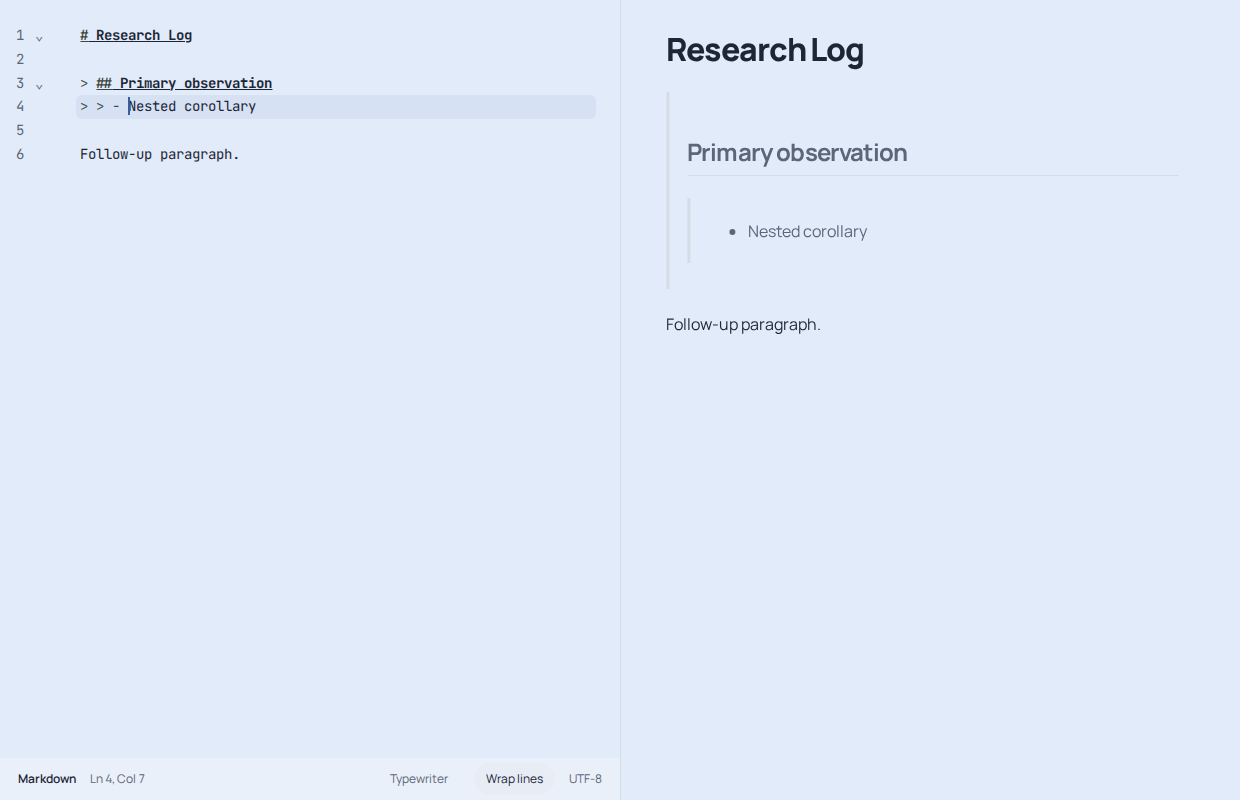 1 # Research Log
2
3 > ## Primary observation
4 > > - Nested corollary
5
6 Follow-up paragraph.
Markdown Ln 4, Col 7 Typewriter Wrap lines UTF-8
Research Log
Primary observation
• Nested corollary
Follow-up paragraph.